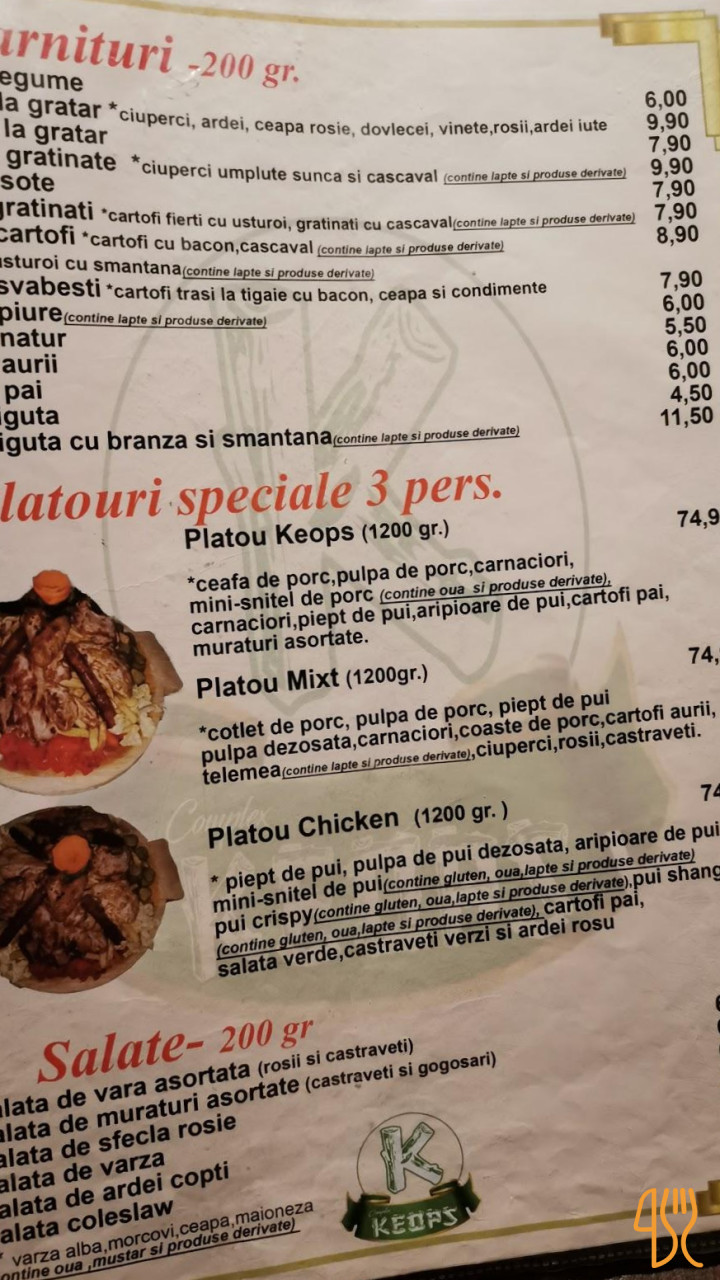 arnituri -200 gr.
egume 6,00
la gratar *ciuperci, ardei, ceapa rosie, dovlecei, vinete,rosii,ardei iute 9,90
la gratar 7,90
gratinate *ciuperci umplute sunca si cascaval (contine lapte si produse derivate) 9,90
sote 7,90
gratinati *cartofi fierti cu usturoi, gratinati cu cascaval(contine lapte si produse derivate) 7,90
cartofi *cartofi cu bacon,cascaval (contine lapte si produse derivate) 8,90
usturoi cu smantana(contine lapte si produse derivate)
svabesti *cartofi trasi la tigaie cu bacon, ceapa si condimente 7,90
piure(contine lapte si produse derivate) 6,00
natur 5,50
aurii 6,00
pai 6,00
iguta 4,50
iguta cu branza si smantana(contine lapte si produse derivate) 11,50
latouri speciale 3 pers.
Platou Keops (1200 gr.) 74,9
*ceafa de porc,pulpa de porc,carnaciori,
mini-snitel de porc (contine oua si produse derivate),
carnaciori,piept de pui,aripioare de pui,cartofi pai,
muraturi asortate.
Platou Mixt (1200gr.) 74,
*cotlet de porc, pulpa de porc, piept de pui
pulpa dezosata,carnaciori,coaste de porc,cartofi aurii,
telemea(contine lapte si produse derivate),ciuperci,rosii,castraveti.
Platou Chicken (1200 gr. ) 74
* piept de pui, pulpa de pui dezosata, aripioare de pui
mini-snitel de pui(contine gluten, oua,lapte si produse derivate)
pui crispy(contine gluten, oua,lapte si produse derivate),pui shang
(contine gluten, oua,lapte si produse derivate), cartofi pai,
salata verde,castraveti verzi si ardei rosu
Salate- 200 gr
alata de vara asortata (rosii si castraveti)
alata de muraturi asortate (castraveti si gogosari)
alata de sfecla rosie
alata de varza
alata de ardei copti
alata coleslaw
* varza alba,morcovi,ceapa,maioneza
ontine oua ,mustar si produse derivate)
K
KEOPS